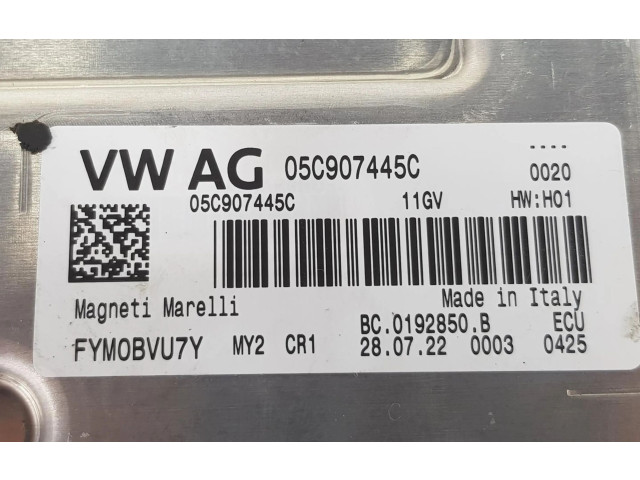 VW AG 05C907445C ---- 0020
05C907445C 11GV HW:H01
Magneti Marelli Made in Italy
BC.0192850.B ECU
FYM0BVU7Y MY2 CR1 28.07.22 0003 0425